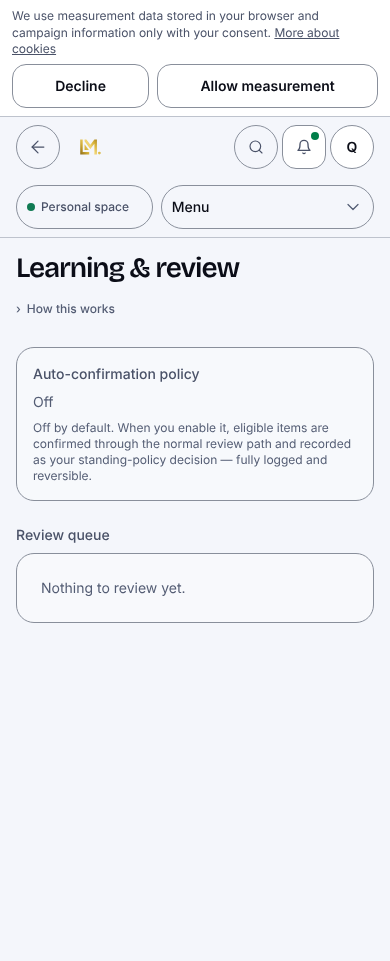 We use measurement data stored in your browser and
campaign information only with your consent. More about
cookies
Decline
Allow measurement
LM.
Q
Personal space
Menu
Learning & review
› How this works
Auto-confirmation policy
Off
Off by default. When you enable it, eligible items are
confirmed through the normal review path and recorded
as your standing-policy decision — fully logged and
reversible.
Review queue
Nothing to review yet.